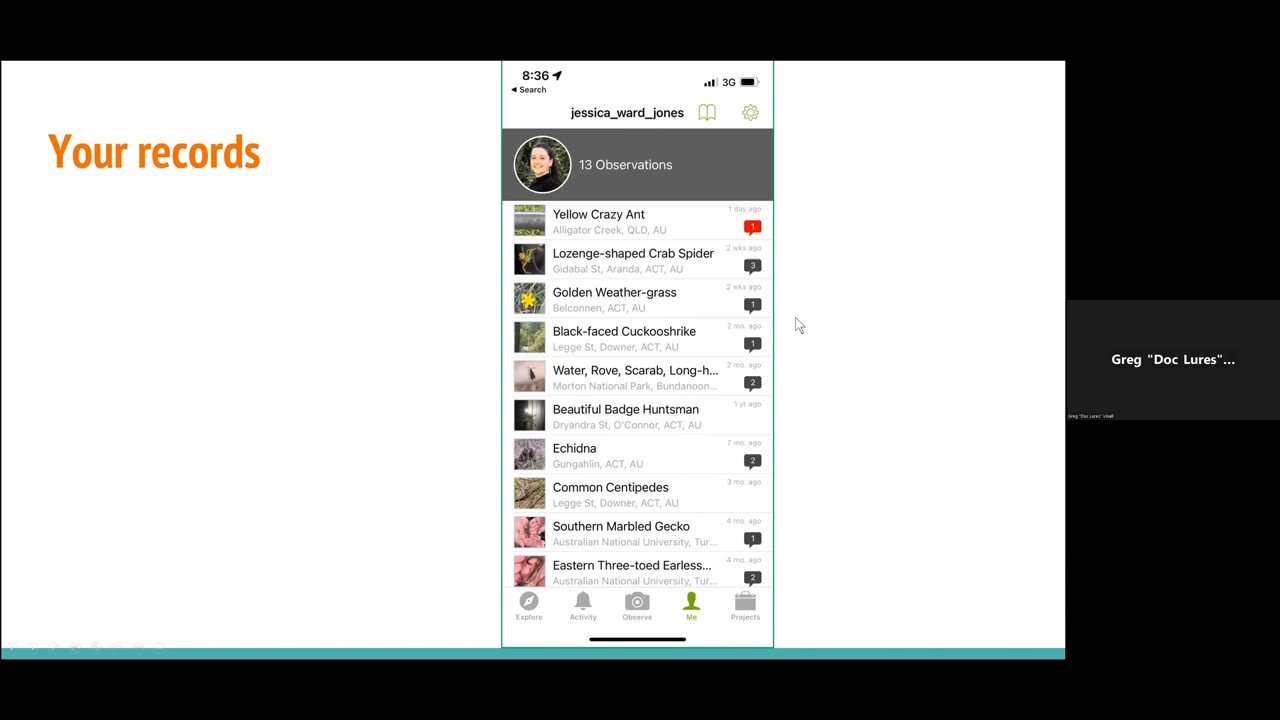 Your records
8:36
3G
Search
jessica_ward_jones
13 Observations
Yellow Crazy Ant
1 day ago
Alligator Creek, QLD, AU
1
Lozenge-shaped Crab Spider
2 wks ago
Gidabal St, Aranda, ACT, AU
3
Golden Weather-grass
2 wks ago
Belconnen, ACT, AU
1
Black-faced Cuckooshrike
2 mo. ago
Legge St, Downer, ACT, AU
1
Water, Rove, Scarab, Long-h...
2 mo. ago
Morton National Park, Bundanoon...
2
Beautiful Badge Huntsman
1 yr ago
Dryandra St, O'Connor, ACT, AU
Echidna
7 mo. ago
Gungahlin, ACT, AU
2
Common Centipedes
3 mo. ago
Legge St, Downer, ACT, AU
Southern Marbled Gecko
4 mo. ago
Australian National University, Tur...
1
Eastern Three-toed Earless...
4 mo. ago
Australian National University, Tur...
2
Explore
Activity
Observe
Me
Projects
Greg "Doc Lures"...
Greg "Doc Lures" Vinall